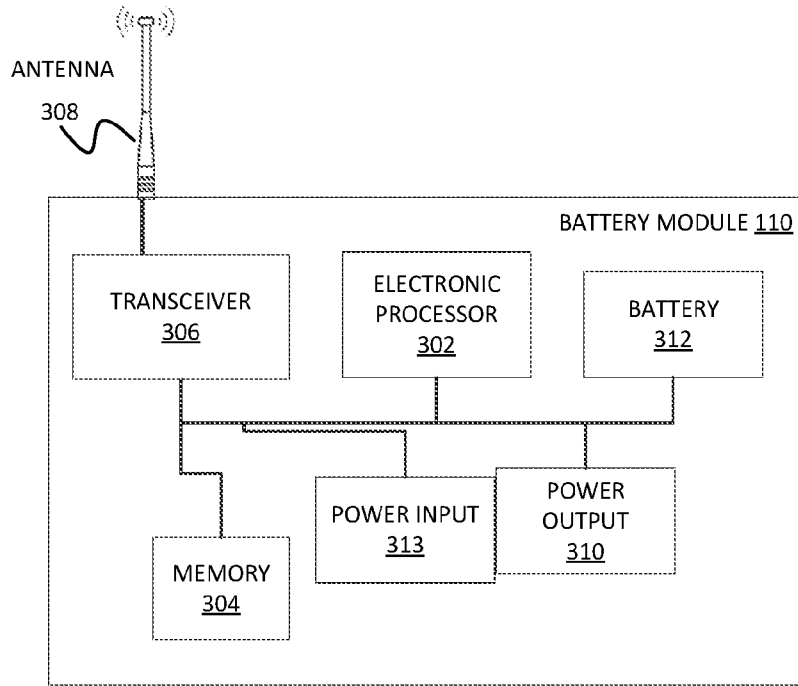 ANTENNA
308
BATTERY MODULE 110
TRANSCEIVER
306
ELECTRONIC
PROCESSOR
302
BATTERY
312
POWER INPUT
313
POWER
OUTPUT
310
MEMORY
304